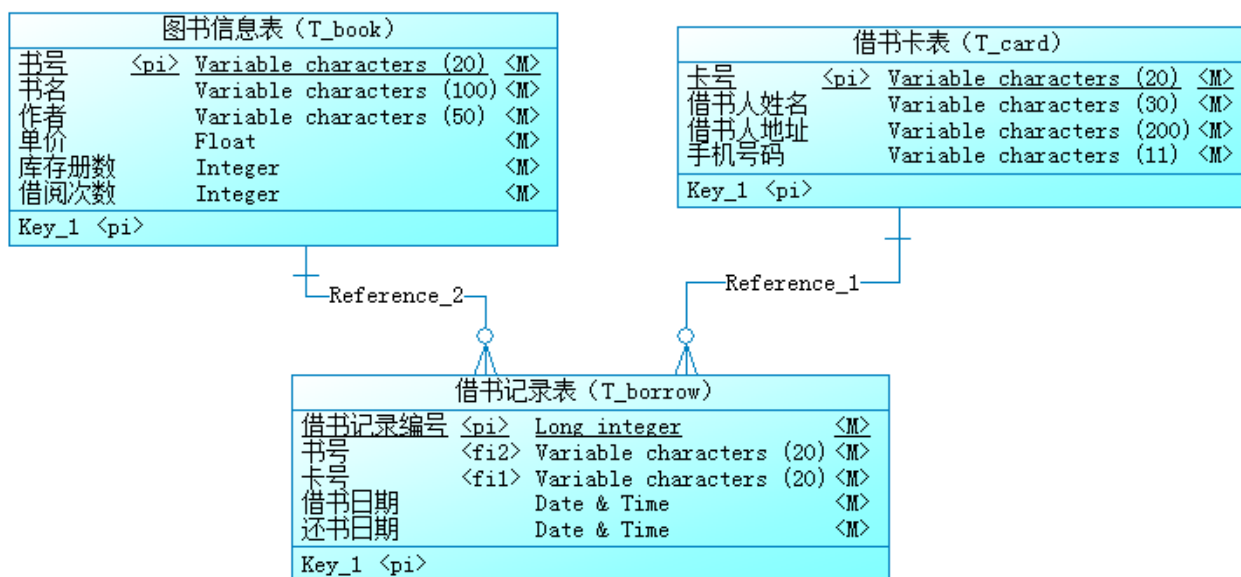 图书信息表（T_book）
书号 <pi> Variable characters (20) <M>
书名 Variable characters (100) <M>
作者 Variable characters (50) <M>
单价 Float <M>
库存册数 Integer <M>
借阅次数 Integer <M>
Key_1 <pi>
借书卡表（T_card）
卡号 <pi> Variable characters (20) <M>
借书人姓名 Variable characters (30) <M>
借书人地址 Variable characters (200) <M>
手机号码 Variable characters (11) <M>
Key_1 <pi>
Reference_2
Reference_1
借书记录表（T_borrow）
借书记录编号 <pi> Long integer <M>
书号 <fi2> Variable characters (20) <M>
卡号 <fi1> Variable characters (20) <M>
借书日期 Date & Time <M>
还书日期 Date & Time <M>
Key_1 <pi>